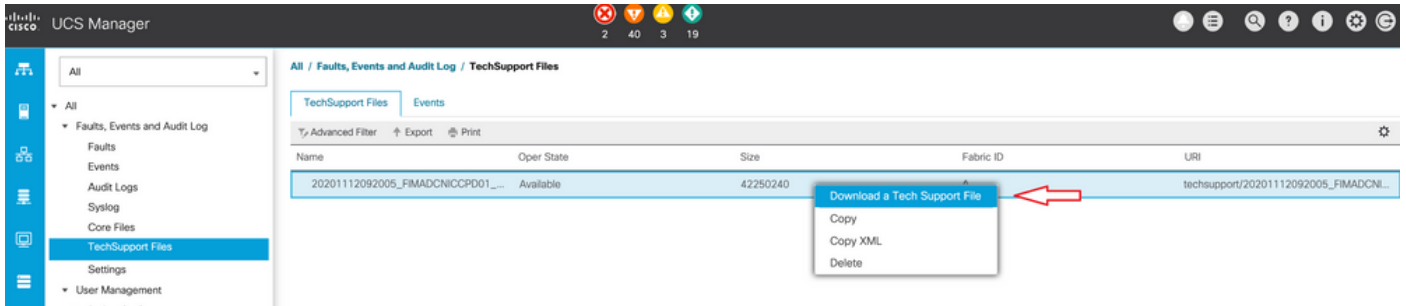 cisco UCS Manager
2 40 3 19
All
All / Faults, Events and Audit Log / TechSupport Files
All
Faults, Events and Audit Log
Faults
Events
Audit Logs
Syslog
Core Files
TechSupport Files
Settings
User Management
TechSupport Files Events
Advanced Filter Export Print
Name Oper State Size Fabric ID URI
20201112092005_FIMADCNICCPD01_... Available 42250240 techsupport/20201112092005_FIMADCNI...
Download a Tech Support File
Copy
Copy XML
Delete